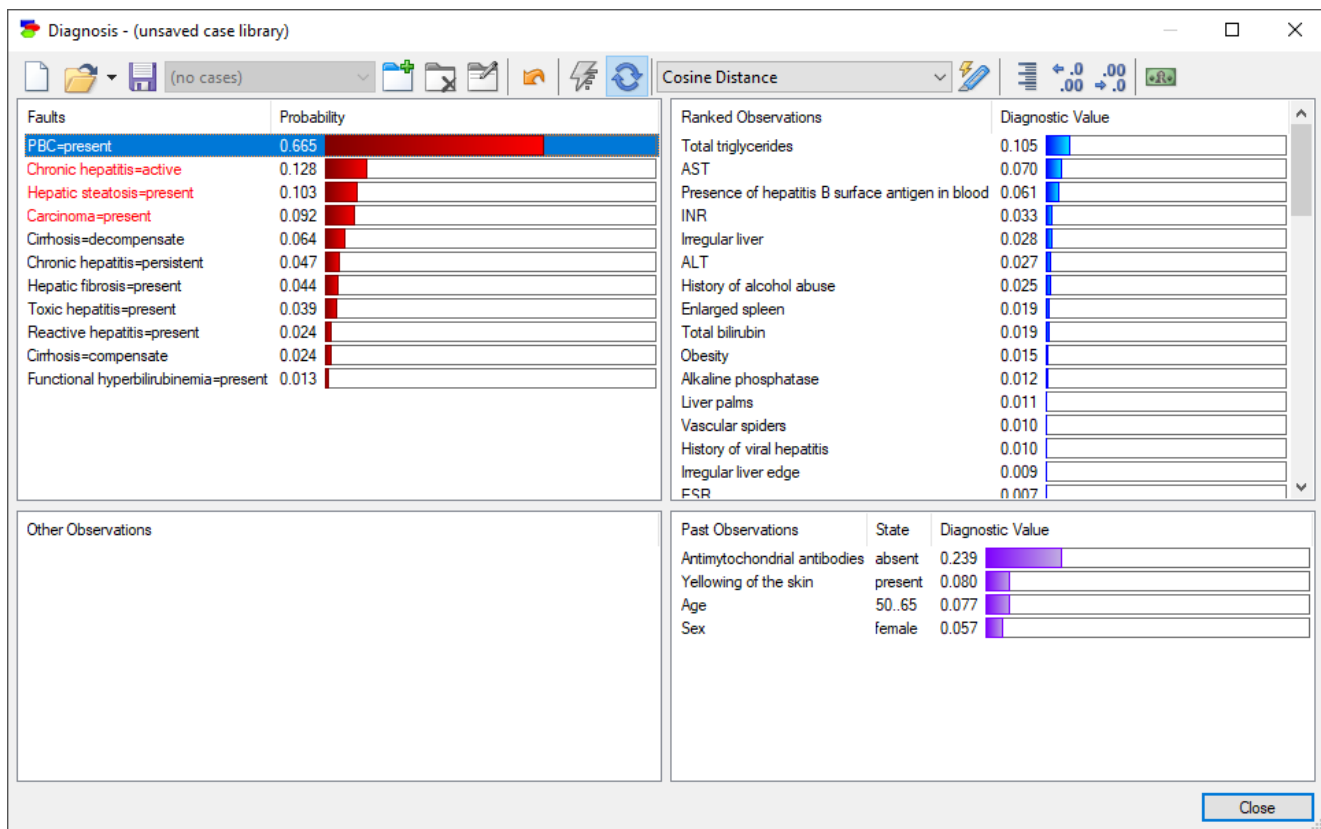 Diagnosis - (unsaved case library)
(no cases)
Cosine Distance
Faults Probability
PBC=present 0.665
Chronic hepatitis=active 0.128
Hepatic steatosis=present 0.103
Carcinoma=present 0.092
Cirrhosis=decompensate 0.064
Chronic hepatitis=persistent 0.047
Hepatic fibrosis=present 0.044
Toxic hepatitis=present 0.039
Reactive hepatitis=present 0.024
Cirrhosis=compensate 0.024
Functional hyperbilirubinemia=present 0.013
Ranked Observations Diagnostic Value
Total triglycerides 0.105
AST 0.070
Presence of hepatitis B surface antigen in blood 0.061
INR 0.033
Irregular liver 0.028
ALT 0.027
History of alcohol abuse 0.025
Enlarged spleen 0.019
Total bilirubin 0.019
Obesity 0.015
Alkaline phosphatase 0.012
Liver palms 0.011
Vascular spiders 0.010
History of viral hepatitis 0.010
Irregular liver edge 0.009
ESR 0.007
Other Observations
Past Observations State Diagnostic Value
Antimytochondrial antibodies absent 0.239
Yellowing of the skin present 0.080
Age 50..65 0.077
Sex female 0.057
Close